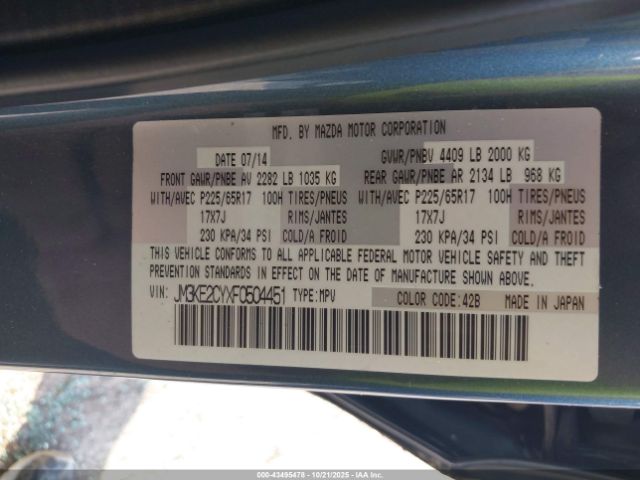 MFD. BY MAZDA MOTOR CORPORATION
DATE 07/14 GVWR/PNBV 4409 LB 2000 KG
FRONT GAWR/PNBE AV 2282 LB 1035 KG REAR GAWR/PNBE AR 2134 LB 968 KG
WITH/AVEC P225/65R17 100H TIRES/PNEUS WITH/AVEC P225/65R17 100H TIRES/PNEUS
17X7J RIMS/JANTES 17X7J RIMS/JANTES
230 KPA/34 PSI COLD/A FROID 230 KPA/34 PSI COLD/A FROID
THIS VEHICLE CONFORMS TO ALL APPLICABLE FEDERAL MOTOR VEHICLE SAFETY AND THEFT
PREVENTION STANDARDS IN EFFECT ON THE DATE OF MANUFACTURE SHOWN ABOVE.
VIN: JM3KE2CYXF0504451 TYPE:MPV COLOR CODE:42B MADE IN JAPAN
000-43495478 - 10/21/2025 - IAAI.com